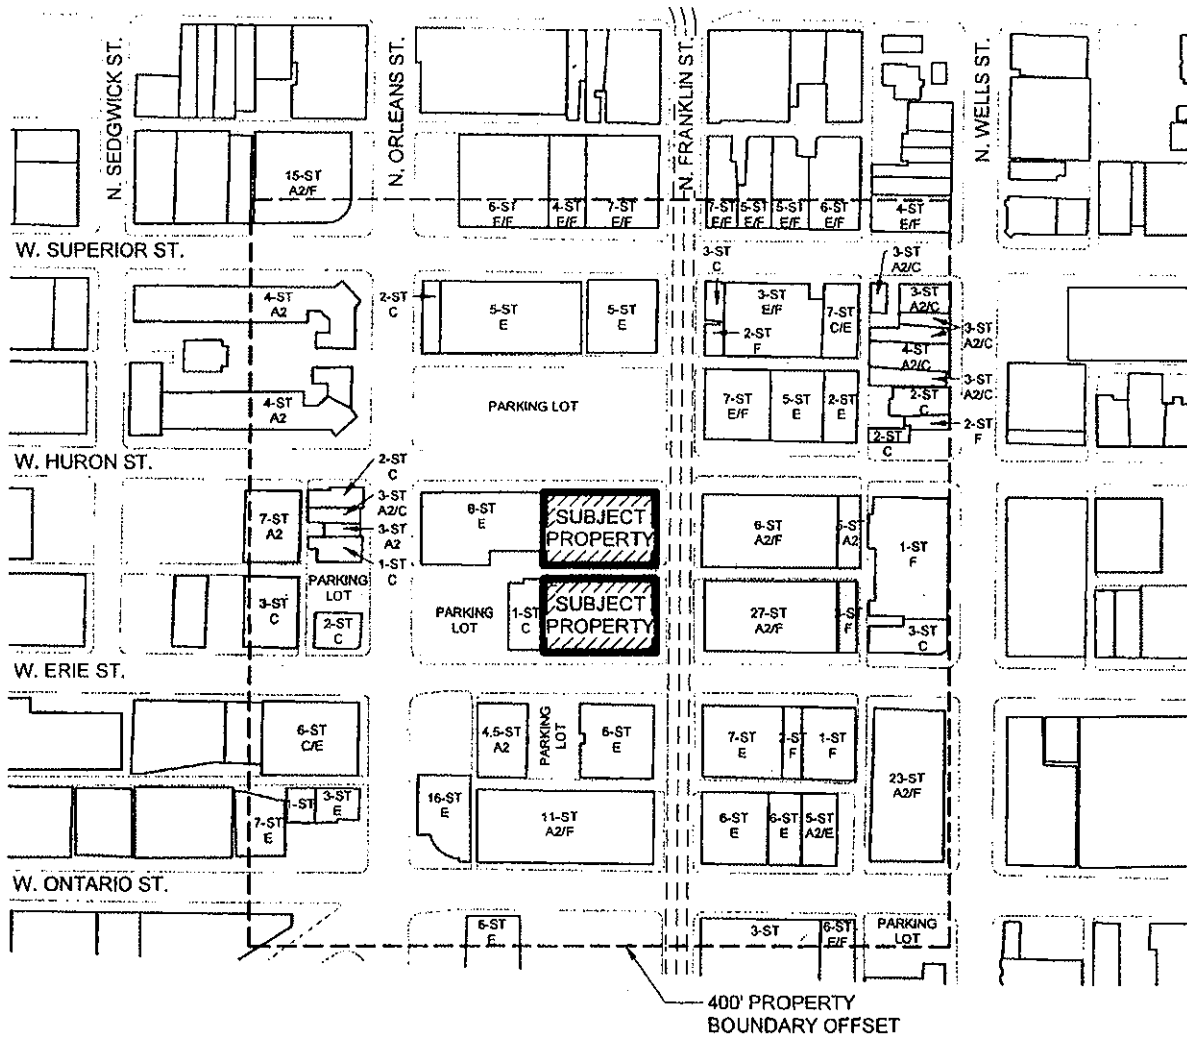 N. SEDGWICK ST.
N. ORLEANS ST.
N. FRANKLIN ST.
N. WELLS ST.
15-ST
A2/F
6-ST
E/F
4-ST
E/F
7-ST
E/F
7-ST
E/F
5-ST
E/F
5-ST
E/F
6-ST
E/F
4-ST
E/F
W. SUPERIOR ST.
4-ST
A2
2-ST
C
5-ST
E
5-ST
E
3-ST
C
3-ST
E/F
2-ST
F
7-ST
C/E
3-ST
A2/C
3-ST
A2/C
3-ST
A2/C
4-ST
A2/C
3-ST
A2/C
4-ST
A2
PARKING LOT
7-ST
E/F
5-ST
E
2-ST
E
2-ST
C
2-ST
F
2-ST
C
W. HURON ST.
2-ST
C
7-ST
A2
3-ST
A2/C
3-ST
A2
1-ST
C
E
SUBJECT
PROPERTY
6-ST
A2/F
5-ST
A2
1-ST
F
3-ST
C
PARKING
LOT
2-ST
C
PARKING
LOT
1-ST
C
SUBJECT
PROPERTY
27-ST
A2/F
F
3-ST
C
W. ERIE ST.
6-ST
C/E
4.5-ST
A2
PARKING
LOT
6-ST
E
7-ST
E
F
1-ST
F
23-ST
A2/F
7-ST
E
1-ST
3-ST
E
16-ST
E
11-ST
A2/F
6-ST
E
6-ST
E
5-ST
A2/E
W. ONTARIO ST.
6-ST
E
3-ST
6-ST
E/F
PARKING
LOT
400' PROPERTY
BOUNDARY OFFSET